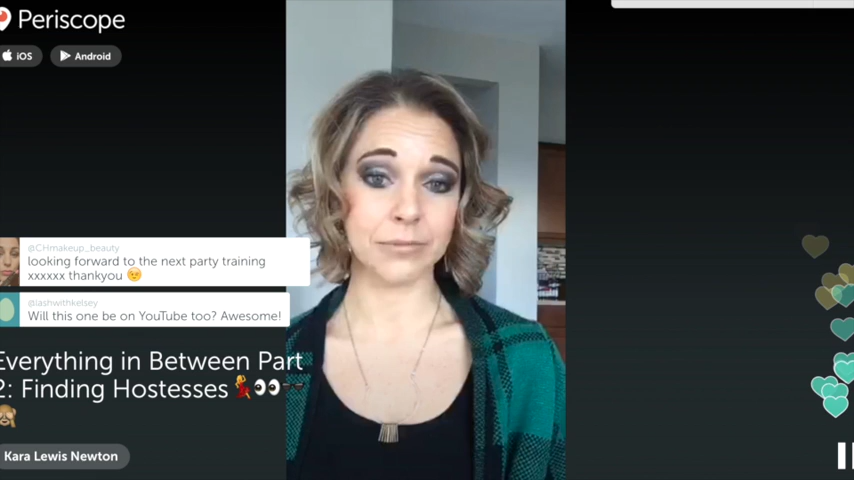 Periscope
iOS
Android
@CHmakeup_beauty
looking forward to the next party training
xxxxxx thankyou 😉
@lashwithkelsey
Will this one be on YouTube too? Awesome!
Everything in Between Part
2: Finding Hostesses 💃👀🕶
🙈
Kara Lewis Newton